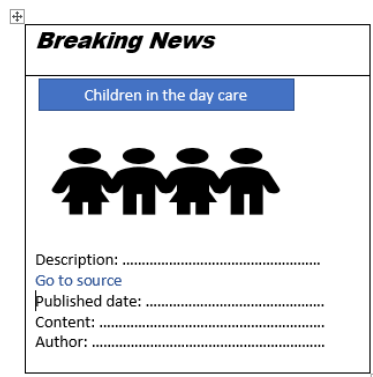 Breaking News
Children in the day care
Description: ...................................................
Go to source
Published date: ..............................................
Content: ..........................................................
Author: ............................................................